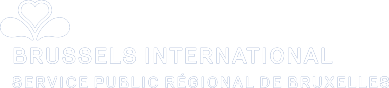 BRUSSELS INTERNATIONAL
SERVICE PUBLIC RÉGIONAL DE BRUXELLES